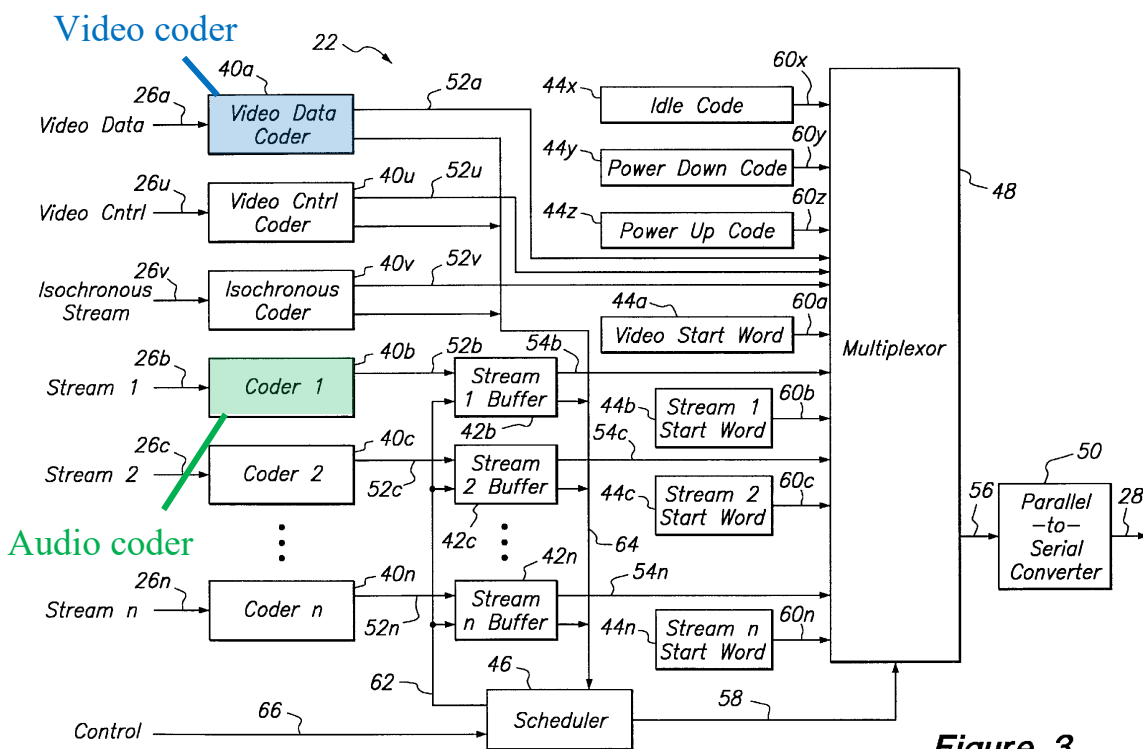 Video coder
22
40a
52a
60x
44x
Idle Code
26a
Video Data
Video Data
Coder
60y
44y
Power Down Code
48
26u
40u
52u
Video Cntrl
Video Cntrl
Coder
60z
44z
Power Up Code
26v
40v
52v
Isochronous
Stream
Isochronous
Coder
44a
60a
Video Start Word
Multiplexor
26b
40b
52b
54b
Stream 1
Coder 1
Stream
1 Buffer
42b
44b
Stream 1
Start Word
60b
26c
40c
52c
54c
Stream 2
Coder 2
Stream
2 Buffer
42c
44c
Stream 2
Start Word
60c
50
56
Parallel
-to-
Serial
Converter
28
Audio coder
64
26n
40n
42n
54n
Stream n
Coder n
52n
Stream
n Buffer
44n
Stream n
Start Word
60n
62
46
58
66
Control
Scheduler
Figure 3